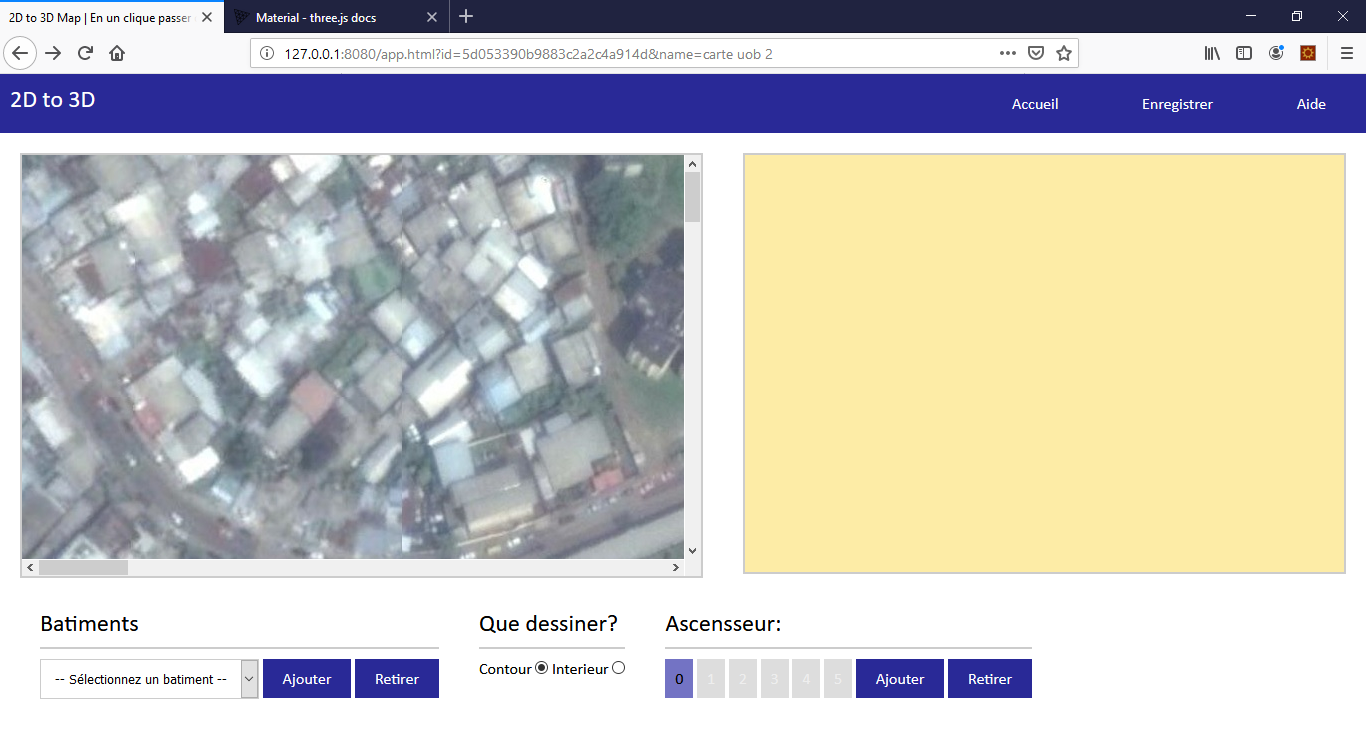 2D to 3D Map | En un clique passer
Material - three.js docs
127.0.0.1:8080/app.html?id=5d053390b9883c2a2c4a914d&name=carte uob 2
2D to 3D
Accueil
Enregistrer
Aide
Batiments
Que dessiner?
Ascensseur:
-- Sélectionnez un batiment --
Ajouter
Retirer
Contour
Interieur
0
1
2
3
4
5
Ajouter
Retirer